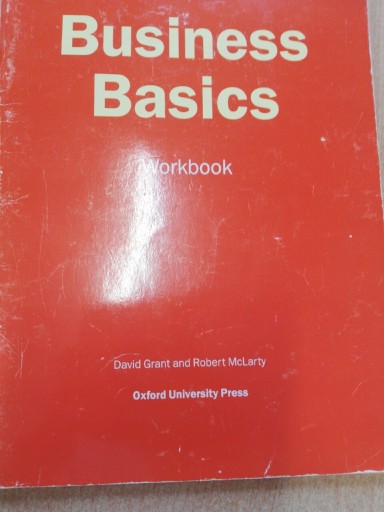 Business
Basics
Workbook
David Grant and Robert McLarty
Oxford University Press